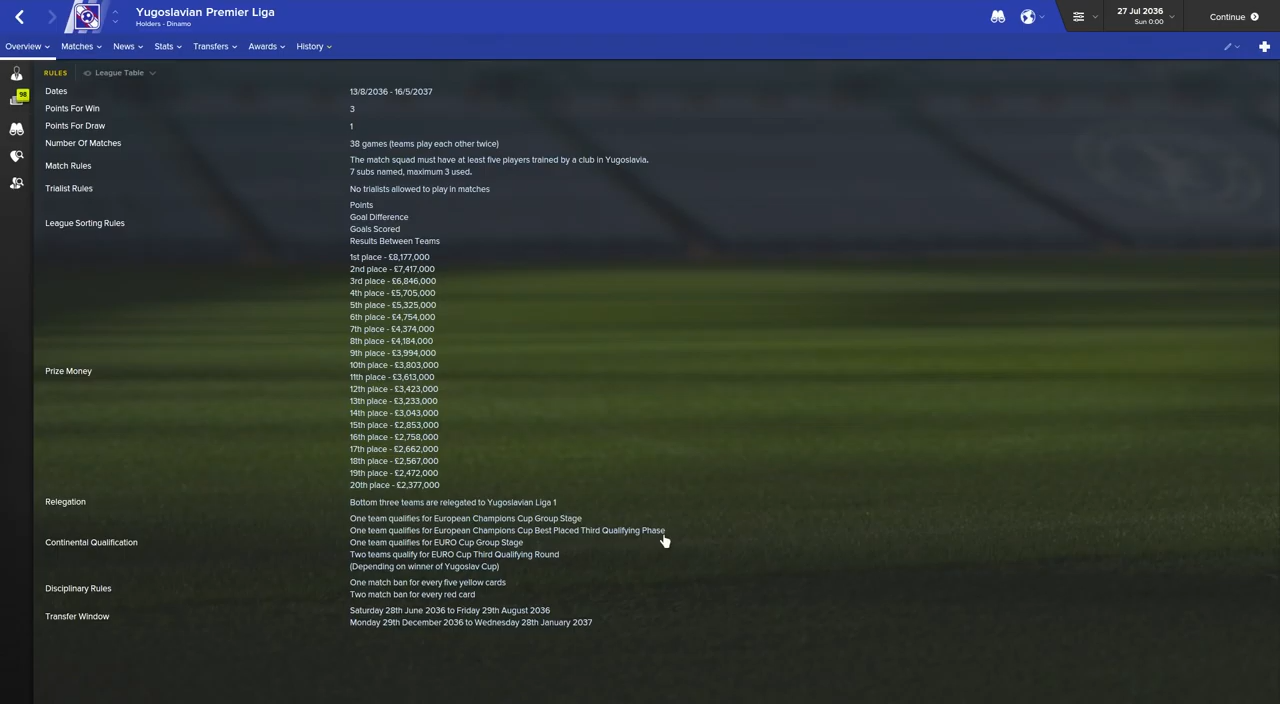 Yugoslavian Premier Liga
Holders - Dinamo
27 Jul 2036
Sun 0:00
Continue
Overview
Matches
News
Stats
Transfers
Awards
History
98
RULES
League Table
Dates
13/8/2036 - 16/5/2037
Points For Win
3
Points For Draw
1
Number Of Matches
38 games (teams play each other twice)
Match Rules
The match squad must have at least five players trained by a club in Yugoslavia.
7 subs named, maximum 3 used.
Trialist Rules
No trialists allowed to play in matches
League Sorting Rules
Points
Goal Difference
Goals Scored
Results Between Teams
Prize Money
1st place - £8,177,000
2nd place - £7,417,000
3rd place - £6,846,000
4th place - £5,705,000
5th place - £5,325,000
6th place - £4,754,000
7th place - £4,374,000
8th place - £4,184,000
9th place - £3,994,000
10th place - £3,803,000
11th place - £3,613,000
12th place - £3,423,000
13th place - £3,233,000
14th place - £3,043,000
15th place - £2,853,000
16th place - £2,758,000
17th place - £2,662,000
18th place - £2,567,000
19th place - £2,472,000
20th place - £2,377,000
Relegation
Bottom three teams are relegated to Yugoslavian Liga 1
Continental Qualification
One team qualifies for European Champions Cup Group Stage
One team qualifies for European Champions Cup Best Placed Third Qualifying Phase
One team qualifies for EURO Cup Group Stage
Two teams qualify for EURO Cup Third Qualifying Round
(Depending on winner of Yugoslav Cup)
Disciplinary Rules
One match ban for every five yellow cards
Two match ban for every red card
Transfer Window
Saturday 28th June 2036 to Friday 29th August 2036
Monday 29th December 2036 to Wednesday 28th January 2037